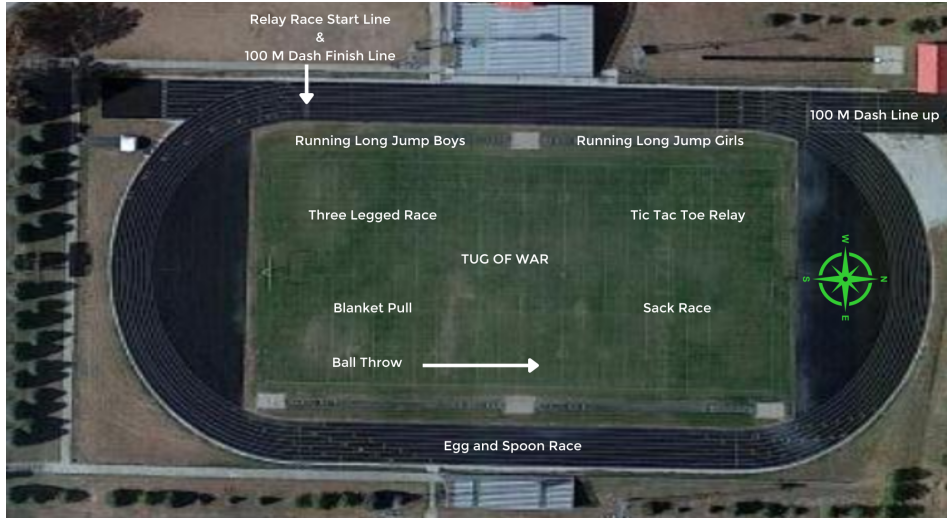 Relay Race Start Line
&
100 M Dash Finish Line
100 M Dash Line up
Running Long Jump Boys
Running Long Jump Girls
Three Legged Race
Tic Tac Toe Relay
TUG OF WAR
W
S
N
E
Blanket Pull
Sack Race
Ball Throw
Egg and Spoon Race